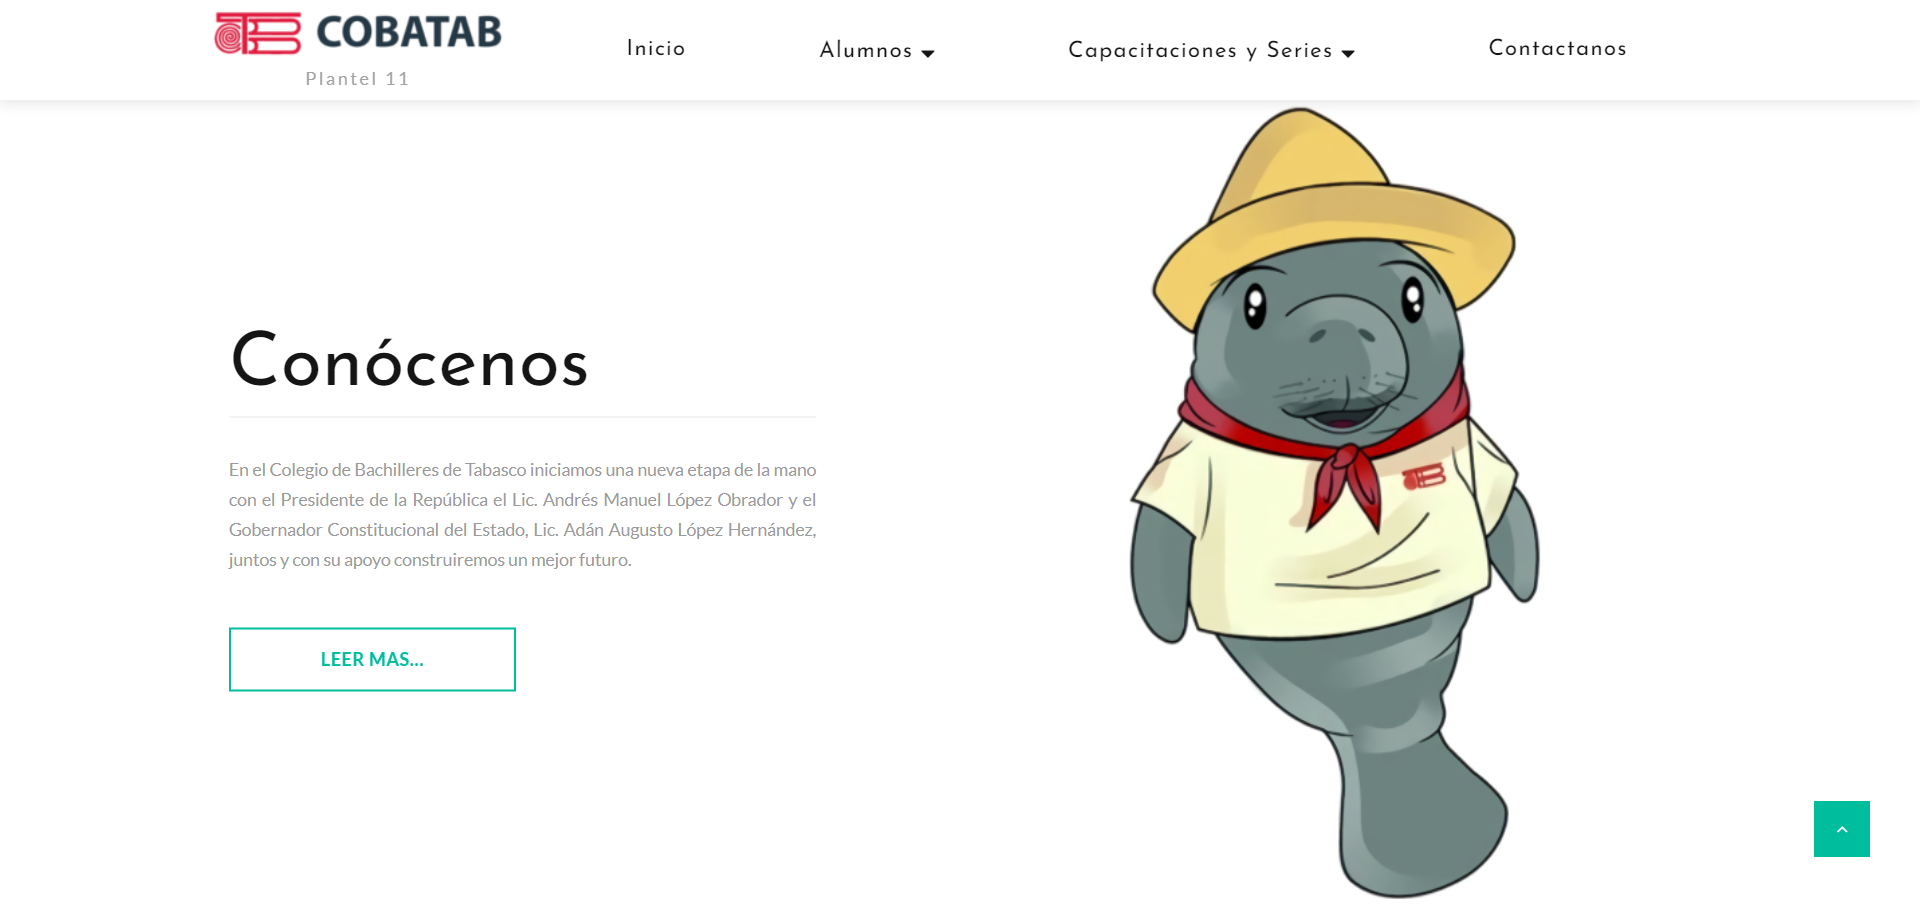 COBATAB
Plantel 11
Inicio
Alumnos
Capacitaciones y Series
Contactanos
Conócenos
En el Colegio de Bachilleres de Tabasco iniciamos una nueva etapa de la mano
con el Presidente de la República el Lic. Andrés Manuel López Obrador y el
Gobernador Constitucional del Estado, Lic. Adán Augusto López Hernández,
juntos y con su apoyo construiremos un mejor futuro.
LEER MAS...